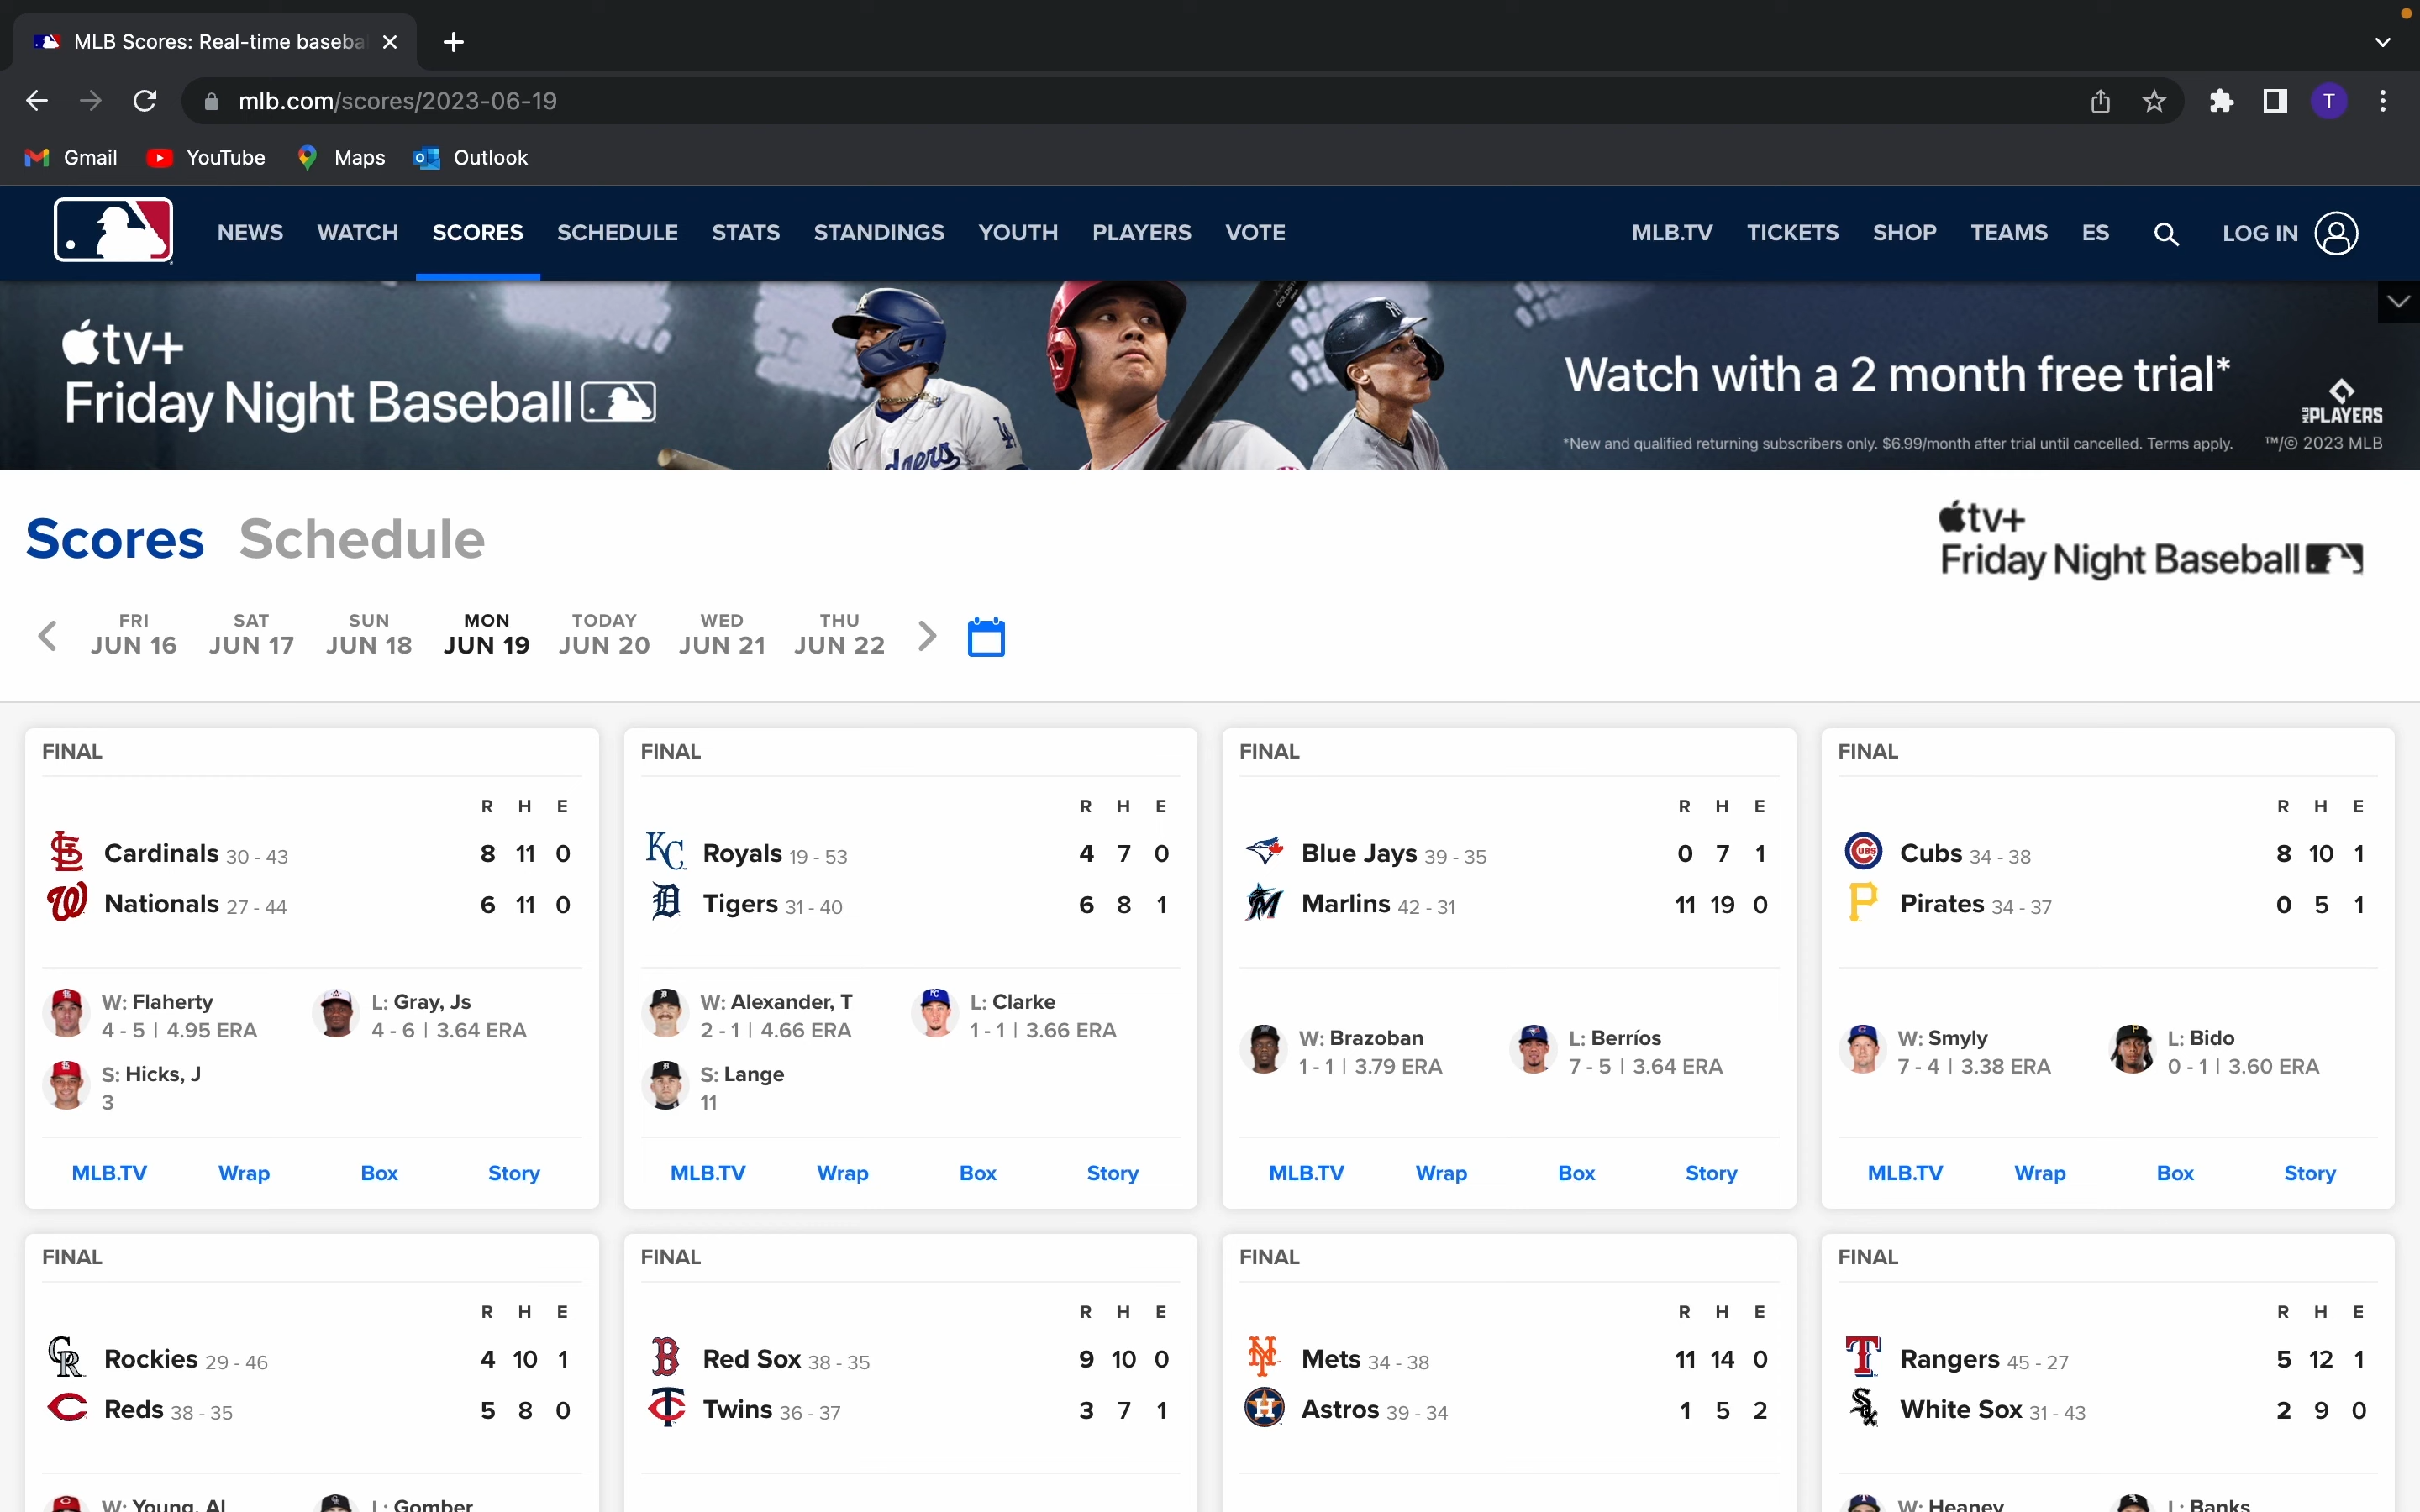 MLB Scores: Real-time baseba
mlb.com/scores/2023-06-19
T
Gmail YouTube Maps Outlook
NEWS WATCH SCORES SCHEDULE STATS STANDINGS YOUTH PLAYERS VOTE MLB.TV TICKETS SHOP TEAMS ES LOG IN
tv+
Friday Night Baseball
Watch with a 2 month free trial*
*New and qualified returning subscribers only. $6.99/month after trial until cancelled. Terms apply.
MLB PLAYERS
™/© 2023 MLB
Scores Schedule
tv+
Friday Night Baseball
FRI SAT SUN MON TODAY WED THU
JUN 16 JUN 17 JUN 18 JUN 19 JUN 20 JUN 21 JUN 22
FINAL
R H E
Cardinals 30 - 43 8 11 0
Nationals 27 - 44 6 11 0
W: Flaherty L: Gray, Js
4 - 5 | 4.95 ERA 4 - 6 | 3.64 ERA
S: Hicks, J
3
MLB.TV Wrap Box Story
FINAL
R H E
Royals 19 - 53 4 7 0
Tigers 31 - 40 6 8 1
W: Alexander, T L: Clarke
2 - 1 | 4.66 ERA 1 - 1 | 3.66 ERA
S: Lange
11
MLB.TV Wrap Box Story
FINAL
R H E
Blue Jays 39 - 35 0 7 1
Marlins 42 - 31 11 19 0
W: Brazoban L: Berríos
1 - 1 | 3.79 ERA 7 - 5 | 3.64 ERA
MLB.TV Wrap Box Story
FINAL
R H E
Cubs 34 - 38 8 10 1
Pirates 34 - 37 0 5 1
W: Smyly L: Bido
7 - 4 | 3.38 ERA 0 - 1 | 3.60 ERA
MLB.TV Wrap Box Story
FINAL
R H E
Rockies 29 - 46 4 10 1
Reds 38 - 35 5 8 0
W: Young, Al L: Gomber
FINAL
R H E
Red Sox 38 - 35 9 10 0
Twins 36 - 37 3 7 1
FINAL
R H E
Mets 34 - 38 11 14 0
Astros 39 - 34 1 5 2
FINAL
R H E
Rangers 45 - 27 5 12 1
White Sox 31 - 43 2 9 0
W: Heaney L: Banks